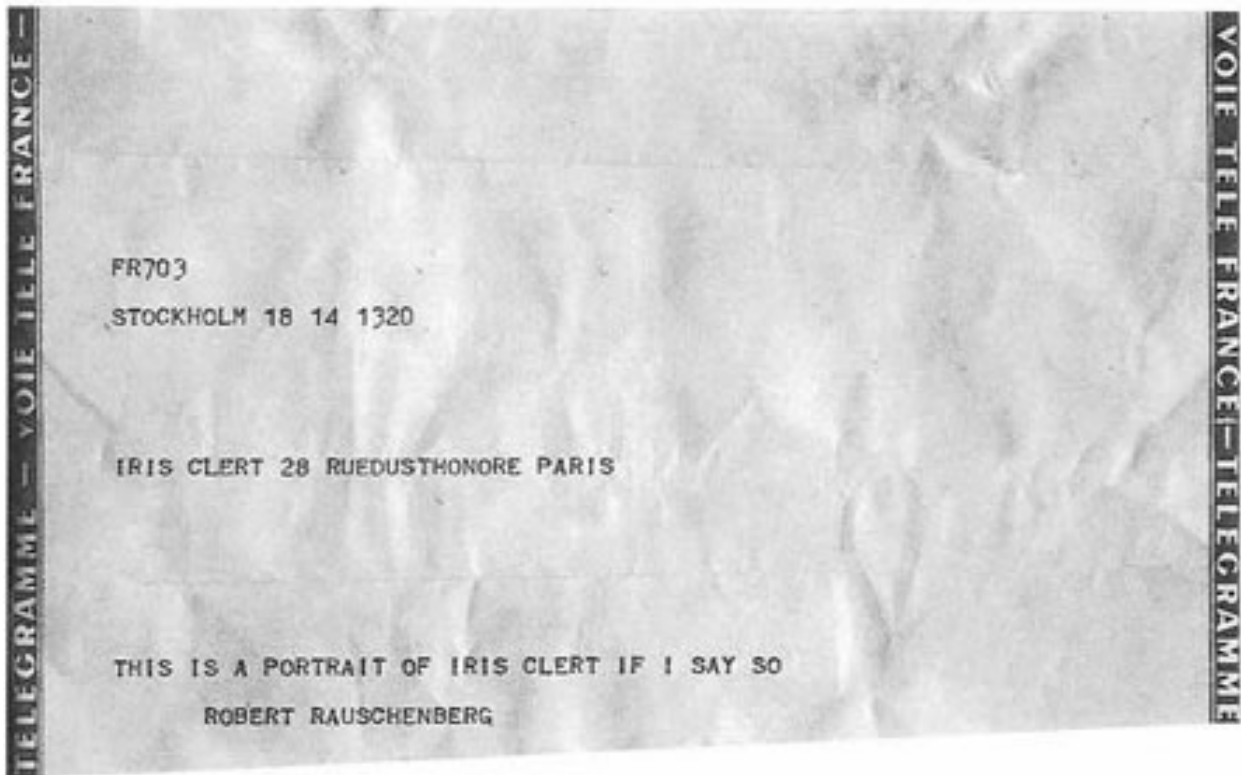 TELEGRAMME — VOIE TELE FRANCE —
FR703
STOCKHOLM 18 14 1320
IRIS CLERT 28 RUEDUSTHONORE PARIS
THIS IS A PORTRAIT OF IRIS CLERT IF I SAY SO
ROBERT RAUSCHENBERG
VOIE TELE FRANCE — TELEGRAMME